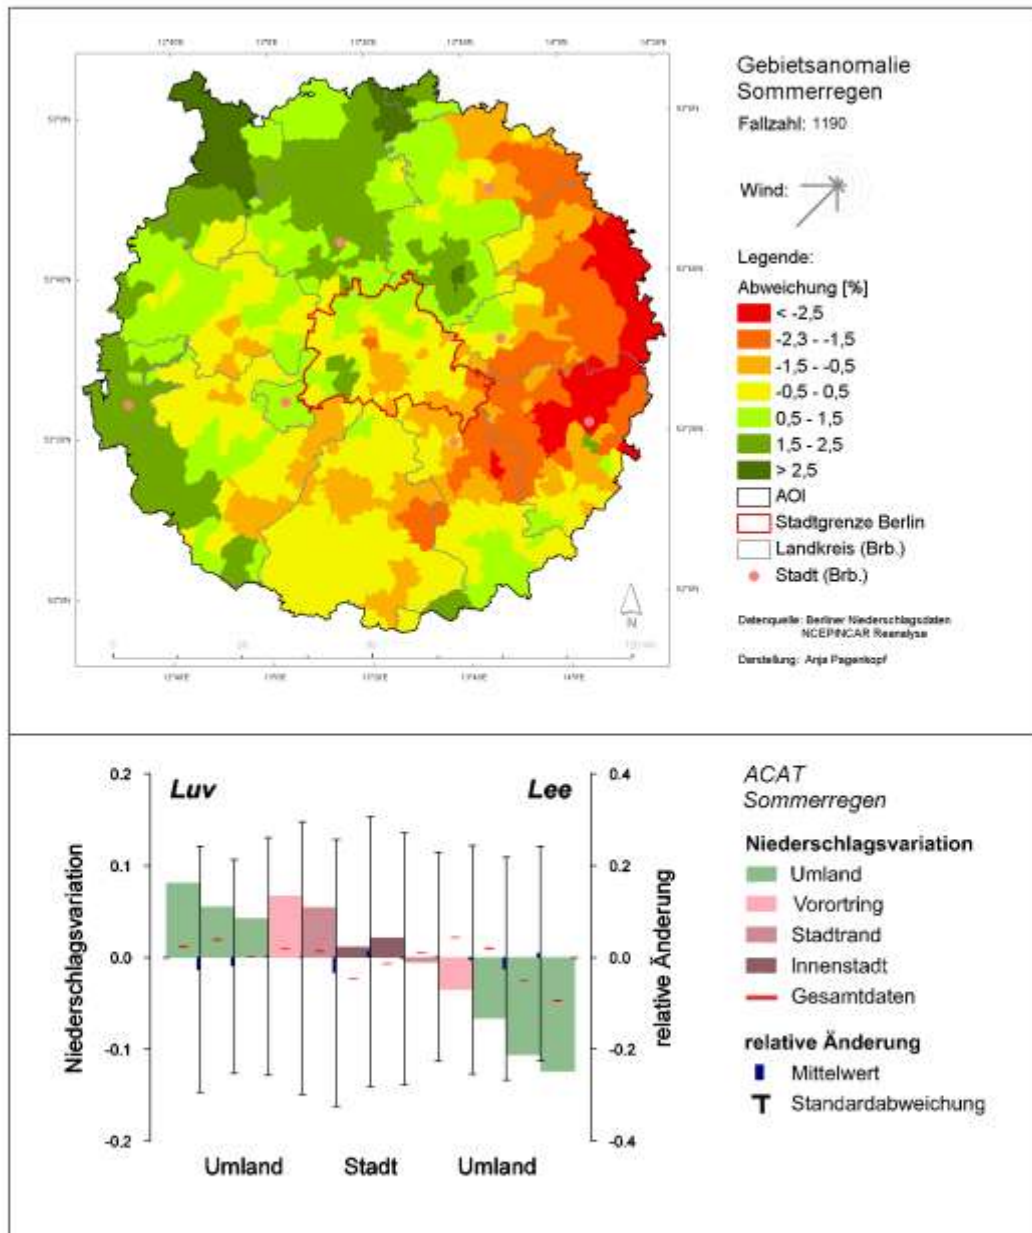 Gebietsanomalie
Sommerregen
Fallzahl: 1190
Wind:
Legende:
Abweichung [%]
< -2,5
-2,3 - -1,5
-1,5 - -0,5
-0,5 - 0,5
0,5 - 1,5
1,5 - 2,5
> 2,5
AOI
Stadtgrenze Berlin
Landkreis (Brb.)
Stadt (Brb.)
N
Datenquelle: Berliner Niederschlagsdaten
NCEP/NCAR Reanalyse
Darstellung: Anja Pagenkopf
Luv
Lee
0.2
0.1
0.0
-0.1
-0.2
Niederschlagsvariation
0.4
0.2
0.0
-0.2
-0.4
relative Änderung
Umland
Stadt
Umland
ACAT
Sommerregen
Niederschlagsvariation
Umland
Vorortring
Stadtrand
Innenstadt
Gesamtdaten
relative Änderung
Mittelwert
Standardabweichung